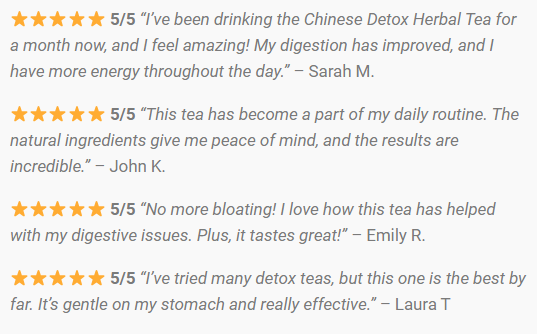 ⭐⭐⭐⭐⭐ 5/5 “I’ve been drinking the Chinese Detox Herbal Tea for
a month now, and I feel amazing! My digestion has improved, and I
have more energy throughout the day.” – Sarah M.
⭐⭐⭐⭐⭐ 5/5 “This tea has become a part of my daily routine. The
natural ingredients give me peace of mind, and the results are
incredible.” – John K.
⭐⭐⭐⭐⭐ 5/5 “No more bloating! I love how this tea has helped
with my digestive issues. Plus, it tastes great!” – Emily R.
⭐⭐⭐⭐⭐ 5/5 “I’ve tried many detox teas, but this one is the best by
far. It’s gentle on my stomach and really effective.” – Laura T